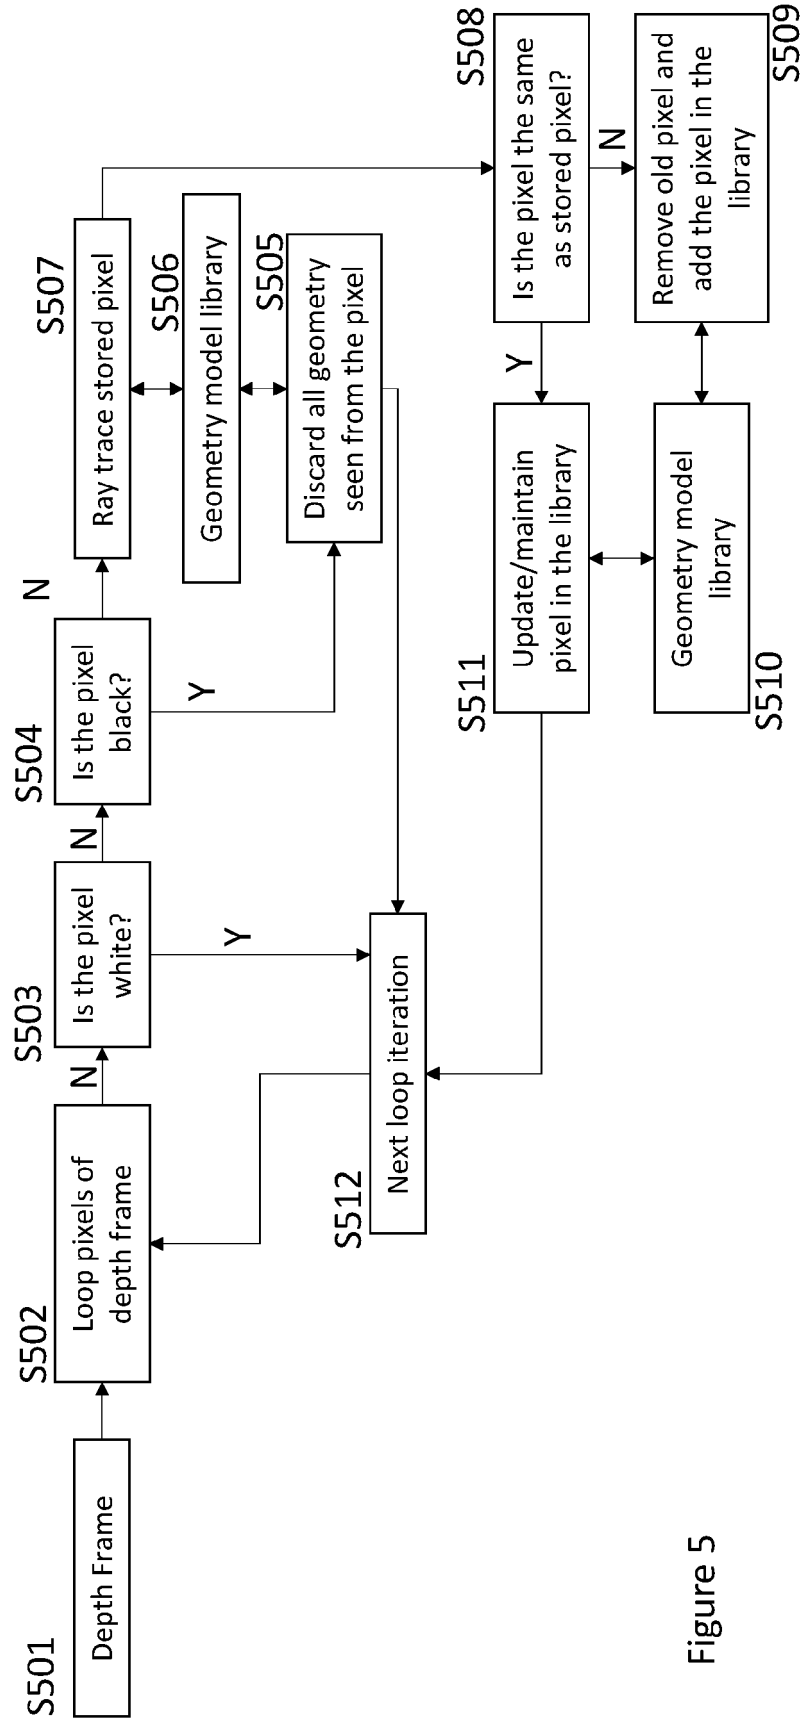 S501
Depth Frame
S502
Loop pixels of
depth frame
N
S503
Is the pixel
white?
N
Y
S504
Is the pixel
black?
N
Y
S507
Ray trace stored pixel
S506
Geometry model library
S505
Discard all geometry
seen from the pixel
S512
Next loop iteration
S508
Is the pixel the same
as stored pixel?
Y
N
S511
Update/maintain
pixel in the library
S509
Remove old pixel and
add the pixel in the
library
S510
Geometry model
library
Figure 5